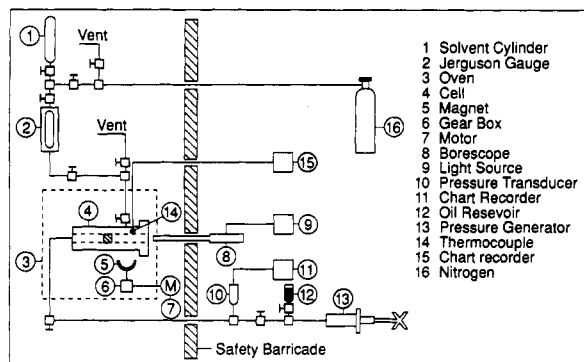 1
Vent
2
Vent
16
15
4
14
3
5
6
M
7
8
9
10
11
12
13
Safety Barricade
1 Solvent Cylinder
2 Jerguson Gauge
3 Oven
4 Cell
5 Magnet
6 Gear Box
7 Motor
8 Borescope
9 Light Source
10 Pressure Transducer
11 Chart Recorder
12 Oil Resevoir
13 Pressure Generator
14 Thermocouple
15 Chart recorder
16 Nitrogen